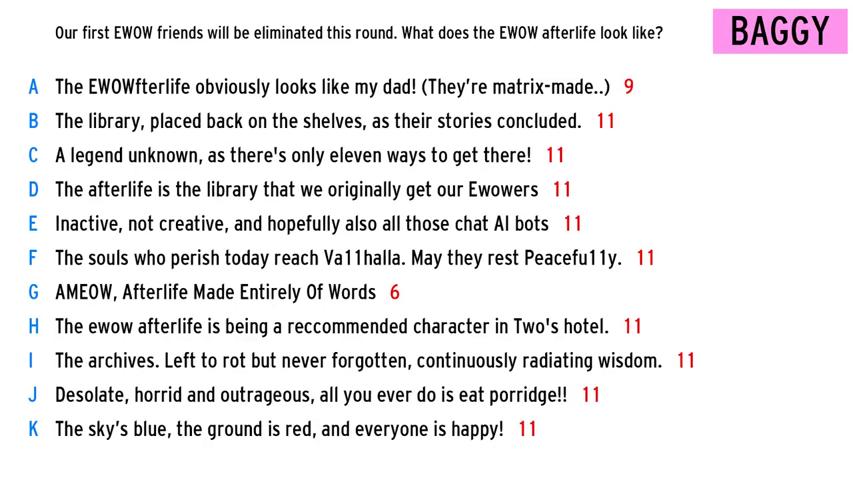 Our first EWOW friends will be eliminated this round. What does the EWOW afterlife look like?
BAGGY
A The EWOWfterlife obviously looks like my dad! (They're matrix-made..) 9
B The library, placed back on the shelves, as their stories concluded. 11
C A legend unknown, as there's only eleven ways to get there! 11
D The afterlife is the library that we originally get our Ewowers 11
E Inactive, not creative, and hopefully also all those chat AI bots 11
F The souls who perish today reach Va11halla. May they rest Peacefu11y. 11
G AMEOW, Afterlife Made Entirely Of Words 6
H The ewow afterlife is being a reccommended character in Two's hotel. 11
I The archives. Left to rot but never forgotten, continuously radiating wisdom. 11
J Desolate, horrid and outrageous, all you ever do is eat porridge!! 11
K The sky's blue, the ground is red, and everyone is happy! 11